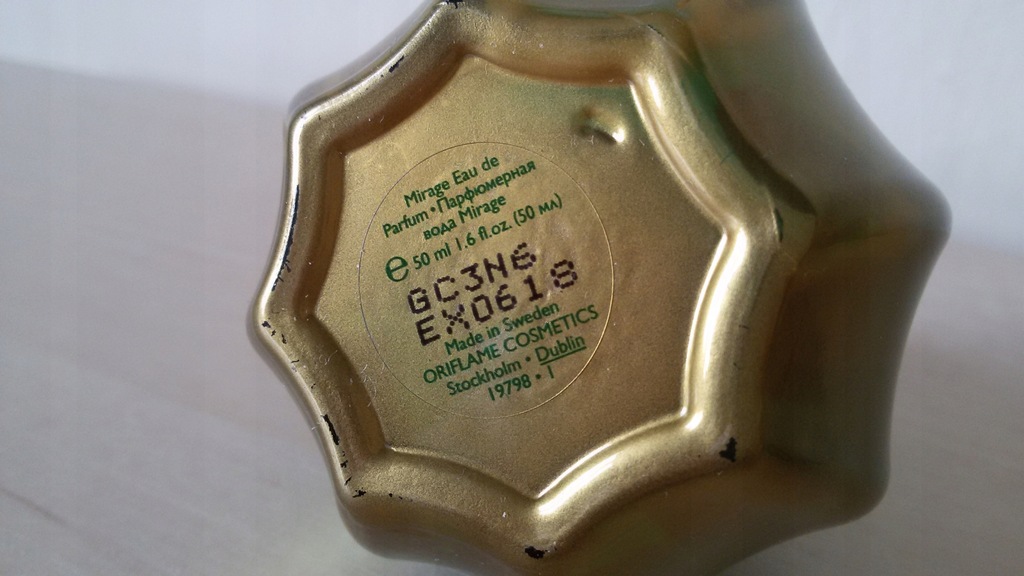 Mirage Eau de
Parfum • Парфюмерная
вода Mirage
℮ 50 ml 1.6 fl.oz. (50 мл)
GC3N6
EX0618
Made in Sweden
ORIFLAME COSMETICS
Stockholm • Dublin
19798 • 1